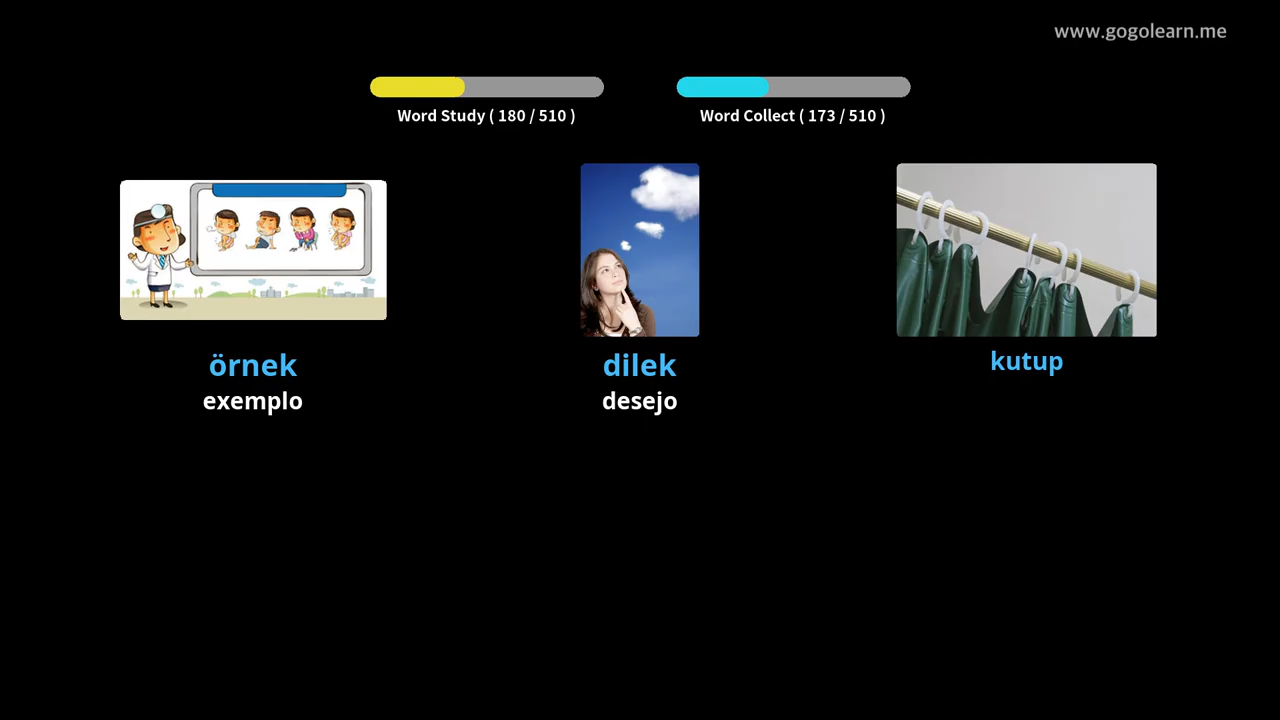 www.gogolearn.me
Word Study ( 180 / 510 )
Word Collect ( 173 / 510 )
örnek
exemplo
dilek
desejo
kutup